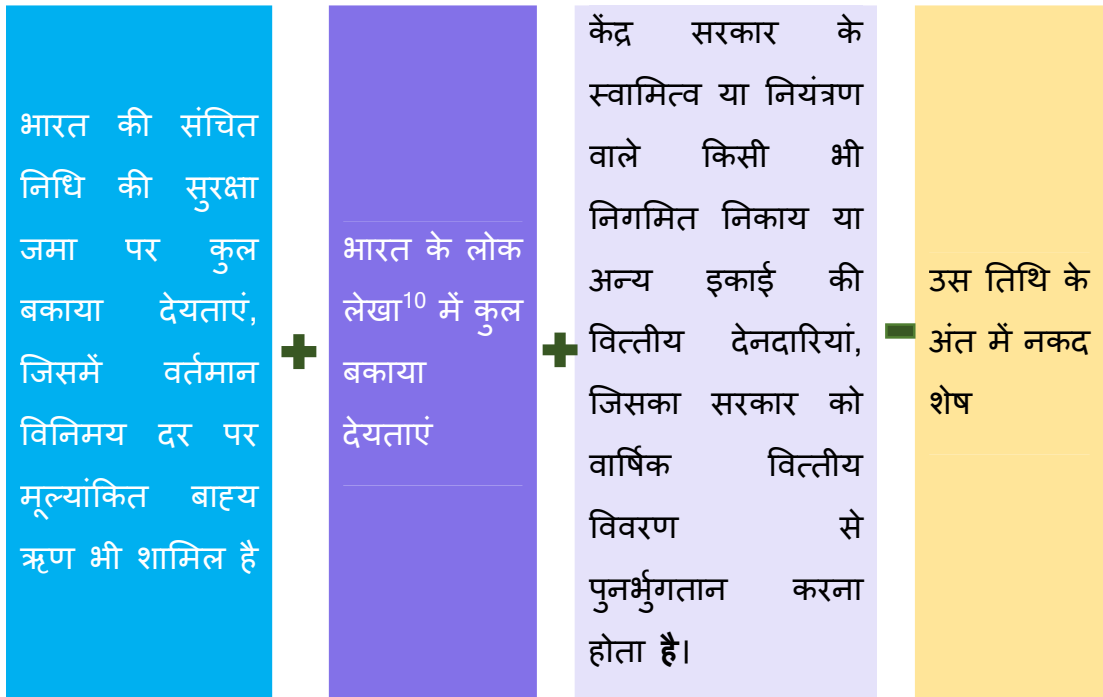 भारत की संचित
निधि की सुरक्षा
जमा पर कुल
बकाया देयताएं,
जिसमें वर्तमान
विनिमय दर पर
मूल्यांकित बाह्य
ऋण भी शामिल है
+
भारत के लोक
लेखा10 में कुल
बकाया
देयताएं
+
केंद्र सरकार के
स्वामित्व या नियंत्रण
वाले किसी भी
निगमित निकाय या
अन्य इकाई की
वित्तीय देनदारियां,
जिसका सरकार को
वार्षिक वित्तीय
विवरण से
पुनर्भुगतान करना
होता है।
-
उस तिथि के
अंत में नकद
शेष